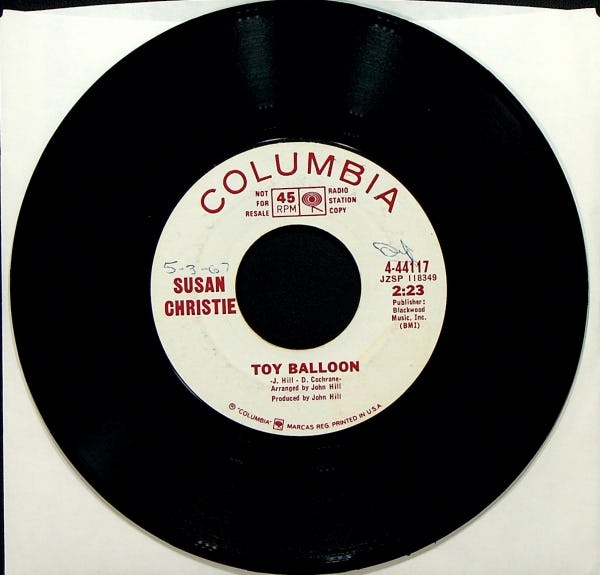 COLUMBIA
NOT FOR RESALE
45 RPM
RADIO STATION COPY
5-3-67
SUSAN CHRISTIE
4-44117
JZSP 118349
2:23
Publisher:
Blackwood
Music, Inc.
(BMI)
TOY BALLOON
-J. Hill - D. Cochrane-
Arranged by John Hill
Produced by John Hill
℗ "COLUMBIA" MARCAS REG. PRINTED IN U.S.A.